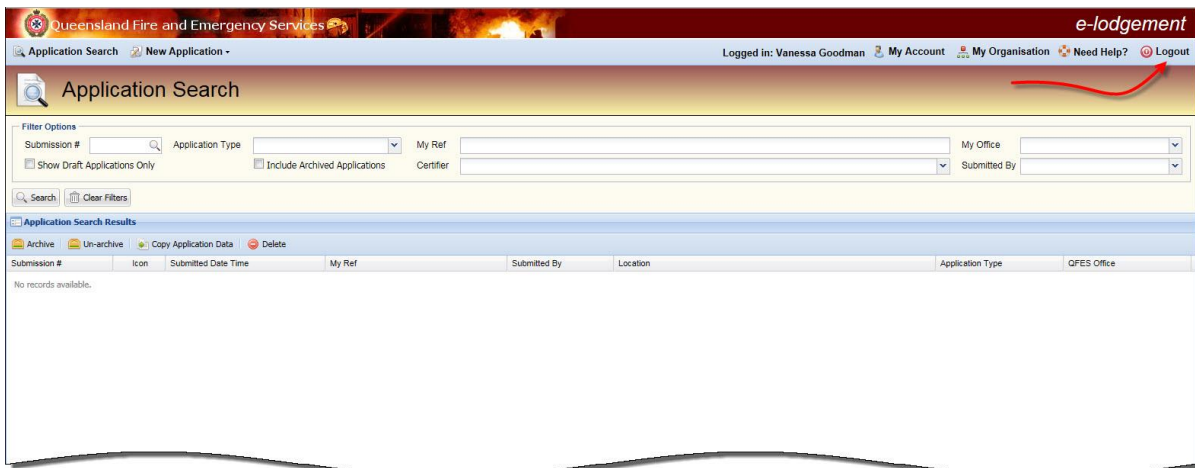 Queensland Fire and Emergency Services e-lodgement
Application Search New Application Logged in: Vanessa Goodman My Account My Organisation Need Help? Logout
Application Search
Filter Options
Submission # Application Type My Ref My Office
Show Draft Applications Only Include Archived Applications Certifier Submitted By
Search Clear Filters
Application Search Results
Archive Un-archive Copy Application Data Delete
Submission # Icon Submitted Date Time My Ref Submitted By Location Application Type QFES Office
No records available.